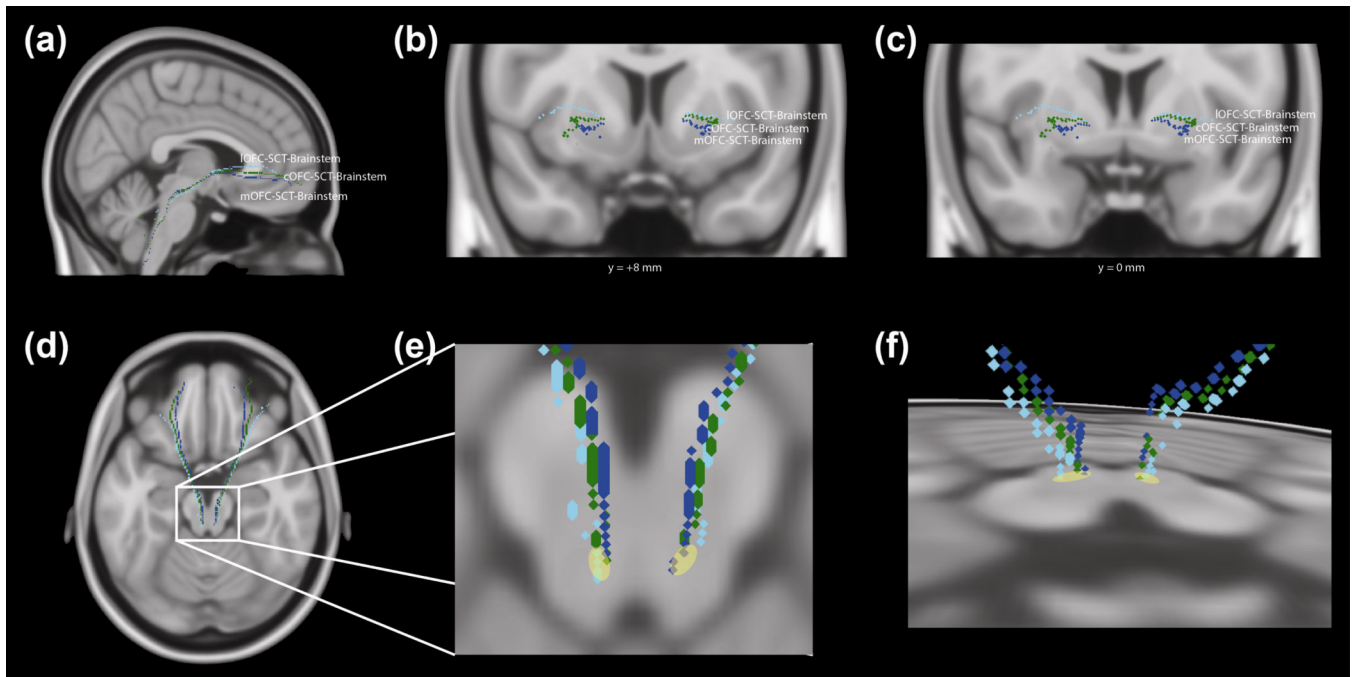 (a)
lOFC-SCT-Brainstem
cOFC-SCT-Brainstem
mOFC-SCT-Brainstem
(b)
lOFC-SCT-Brainstem
cOFC-SCT-Brainstem
mOFC-SCT-Brainstem
y = +8 mm
(c)
lOFC-SCT-Brainstem
cOFC-SCT-Brainstem
mOFC-SCT-Brainstem
y = 0 mm
(d)
(e)
(f)